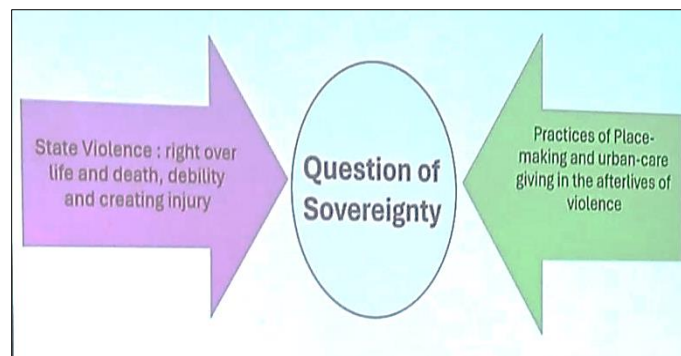 State Violence : right over
life and death, debility
and creating injury
Question of
Sovereignty
Practices of Place-
making and urban-care
giving in the afterlives of
violence